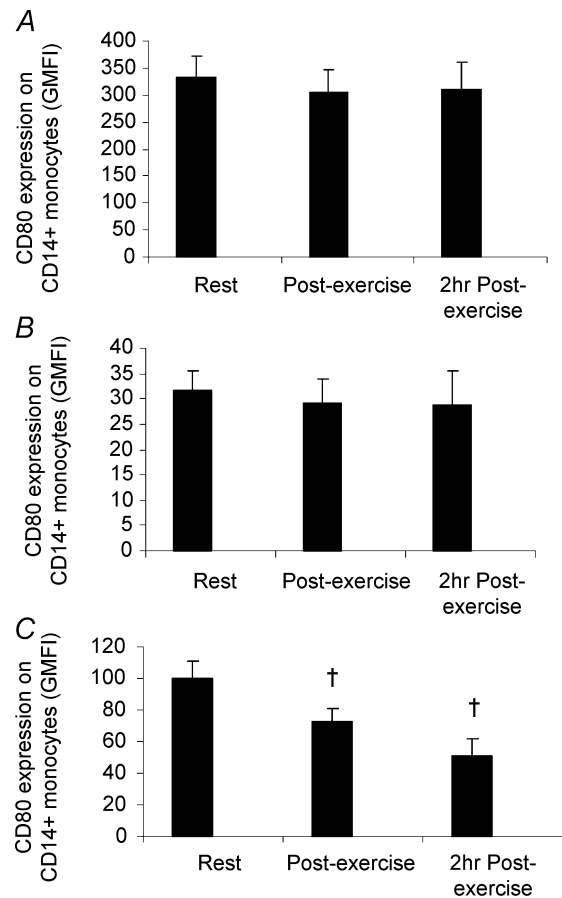 A
CD80 expression on
CD14+ monocytes (GMFI)
400
350
300
250
200
150
100
50
0
Rest
Post-exercise
2hr Post-
exercise
B
CD80 expression on
CD14+ monocytes (GMFI)
40
35
30
25
20
15
10
5
0
Rest
Post-exercise
2hr Post-
exercise
C
CD80 expression on
CD14+ monocytes (GMFI)
120
100
80
60
40
20
0
†
†
Rest
Post-exercise
2hr Post-
exercise